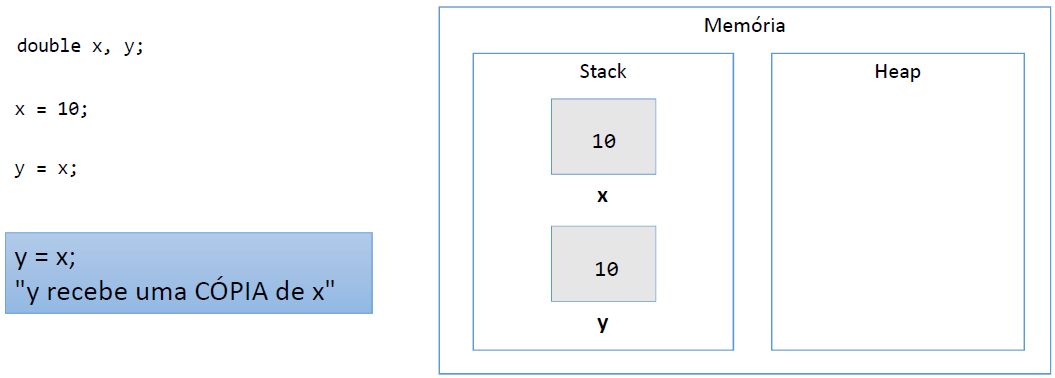 double x, y;
x = 10;
y = x;
y = x;
"y recebe uma CÓPIA de x"
Memória
Stack
10
x
10
y
Heap